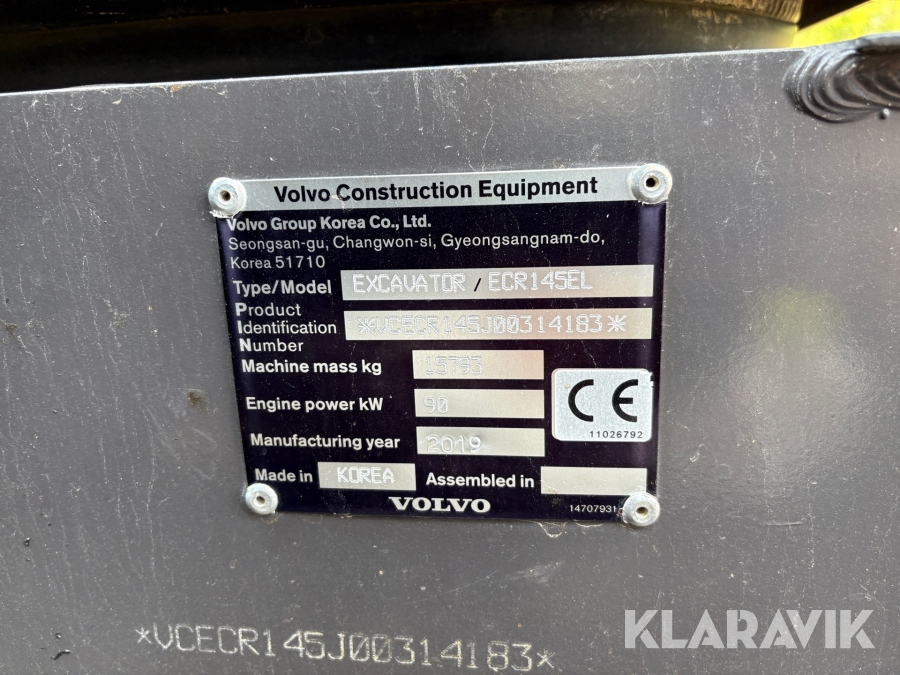 Volvo Construction Equipment
Volvo Group Korea Co., Ltd.
Seongsan-gu, Changwon-si, Gyeongsangnam-do,
Korea 51710
Type/Model EXCAVATOR / ECR145EL
Product
Identification *VCECR145J00314183*
Number
Machine mass kg 15793
Engine power kW 90
CE
Manufacturing year 2019
11026792
Made in KOREA Assembled in
VOLVO 14707931
*VCECR145J00314183*
KLARAVIK